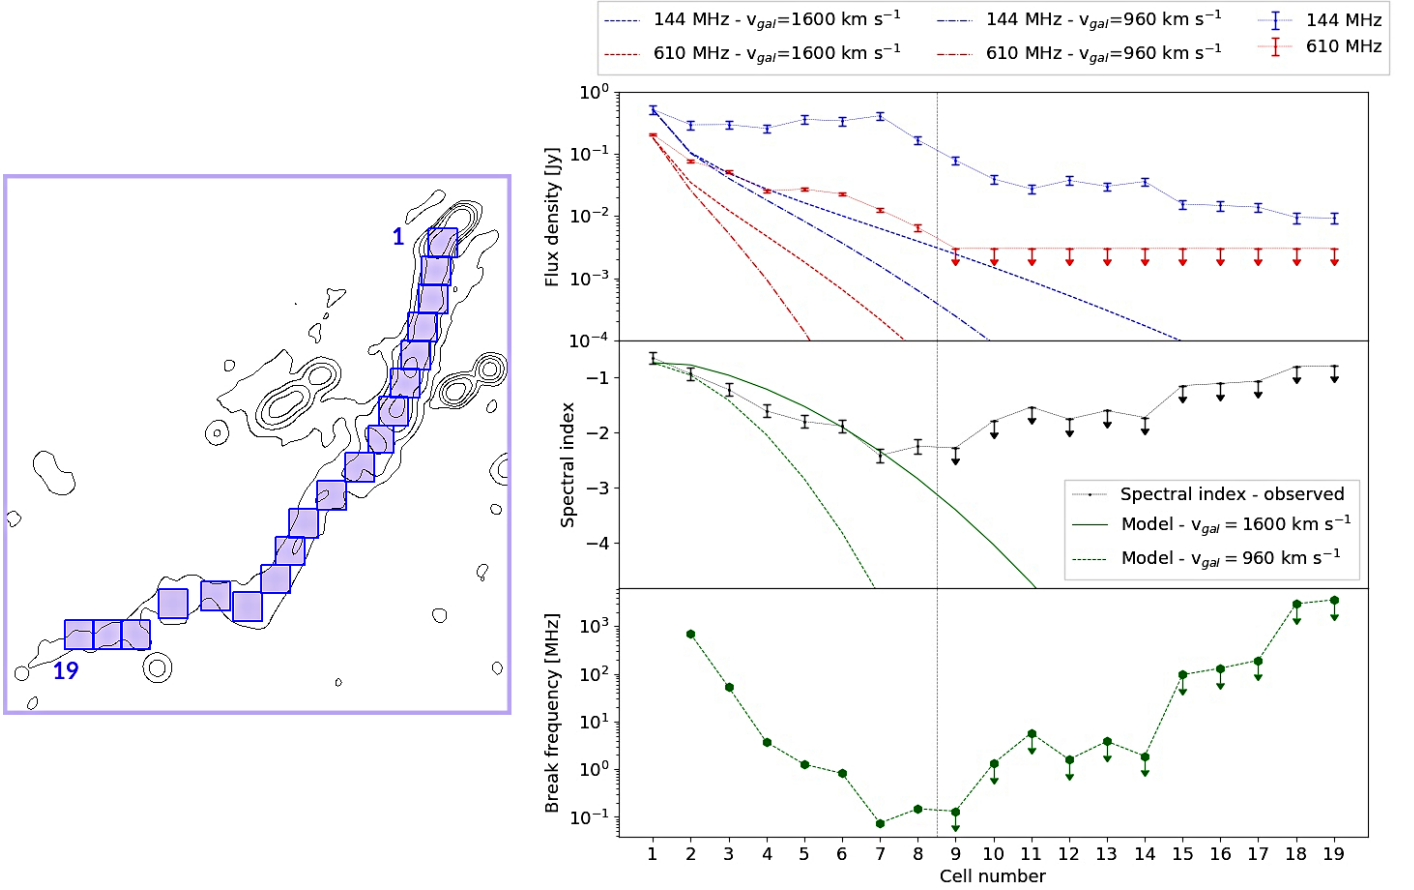 144 MHz - v_gal=1600 km s⁻¹ 144 MHz - v_gal=960 km s⁻¹ 144 MHz
610 MHz - v_gal=1600 km s⁻¹ 610 MHz - v_gal=960 km s⁻¹ 610 MHz
1
19
Flux density [Jy]
10⁰
10⁻¹
10⁻²
10⁻³
10⁻⁴
Spectral index
−1
−2
−3
−4
Spectral index - observed
Model - v_gal = 1600 km s⁻¹
Model - v_gal = 960 km s⁻¹
Break frequency [MHz]
10³
10²
10¹
10⁰
10⁻¹
1 2 3 4 5 6 7 8 9 10 11 12 13 14 15 16 17 18 19
Cell number